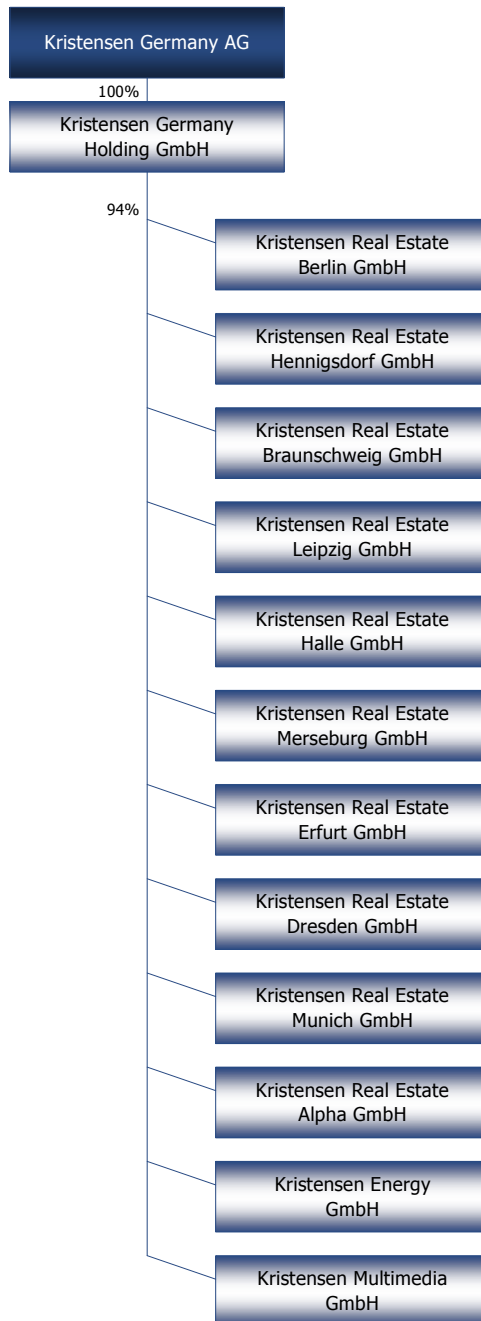 Kristensen Germany AG
100%
Kristensen Germany
Holding GmbH
94%
Kristensen Real Estate
Berlin GmbH
Kristensen Real Estate
Hennigsdorf GmbH
Kristensen Real Estate
Braunschweig GmbH
Kristensen Real Estate
Leipzig GmbH
Kristensen Real Estate
Halle GmbH
Kristensen Real Estate
Merseburg GmbH
Kristensen Real Estate
Erfurt GmbH
Kristensen Real Estate
Dresden GmbH
Kristensen Real Estate
Munich GmbH
Kristensen Real Estate
Alpha GmbH
Kristensen Energy
GmbH
Kristensen Multimedia
GmbH